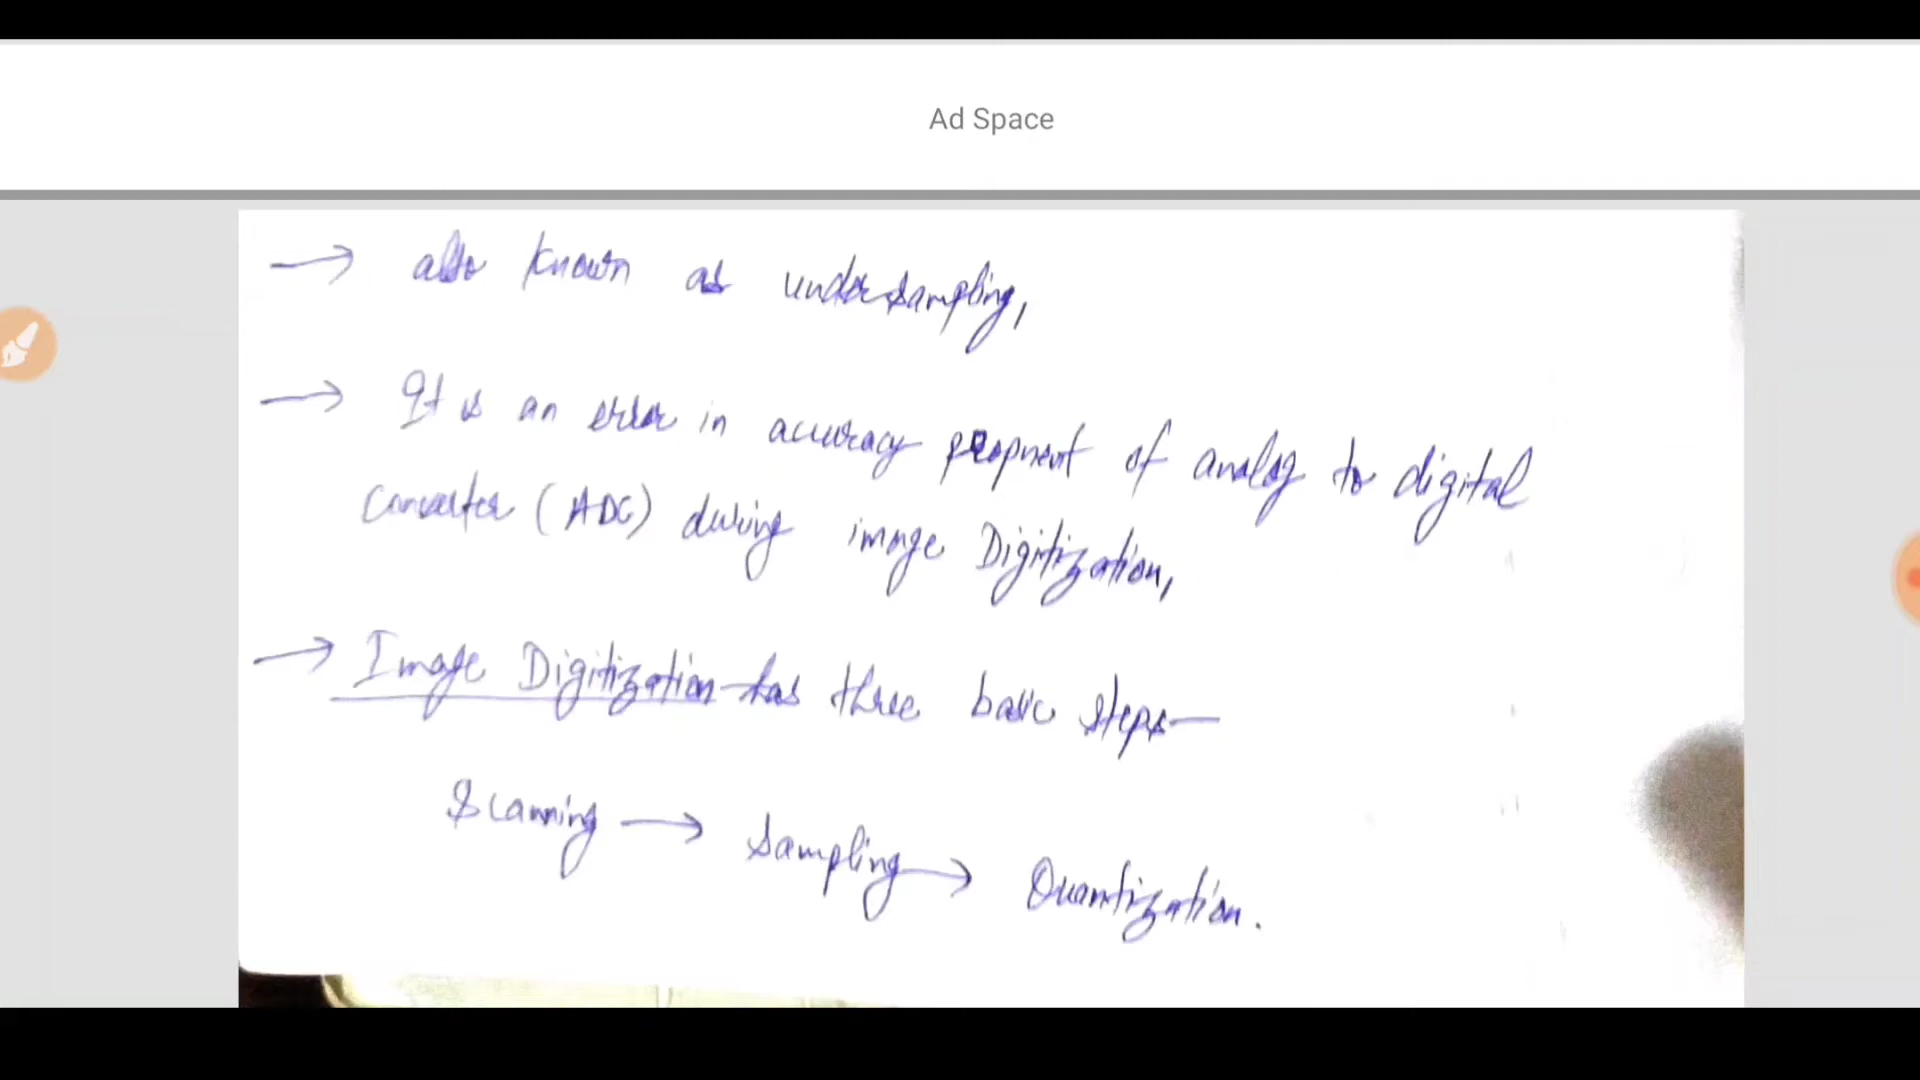 Ad Space
→ also known as undersampling,
→ It is an error in accuracy of analog to digital
Converter (ADC) during image Digitization,
→ Image Digitization has three basic steps—
Scanning → Sampling → Quantization.